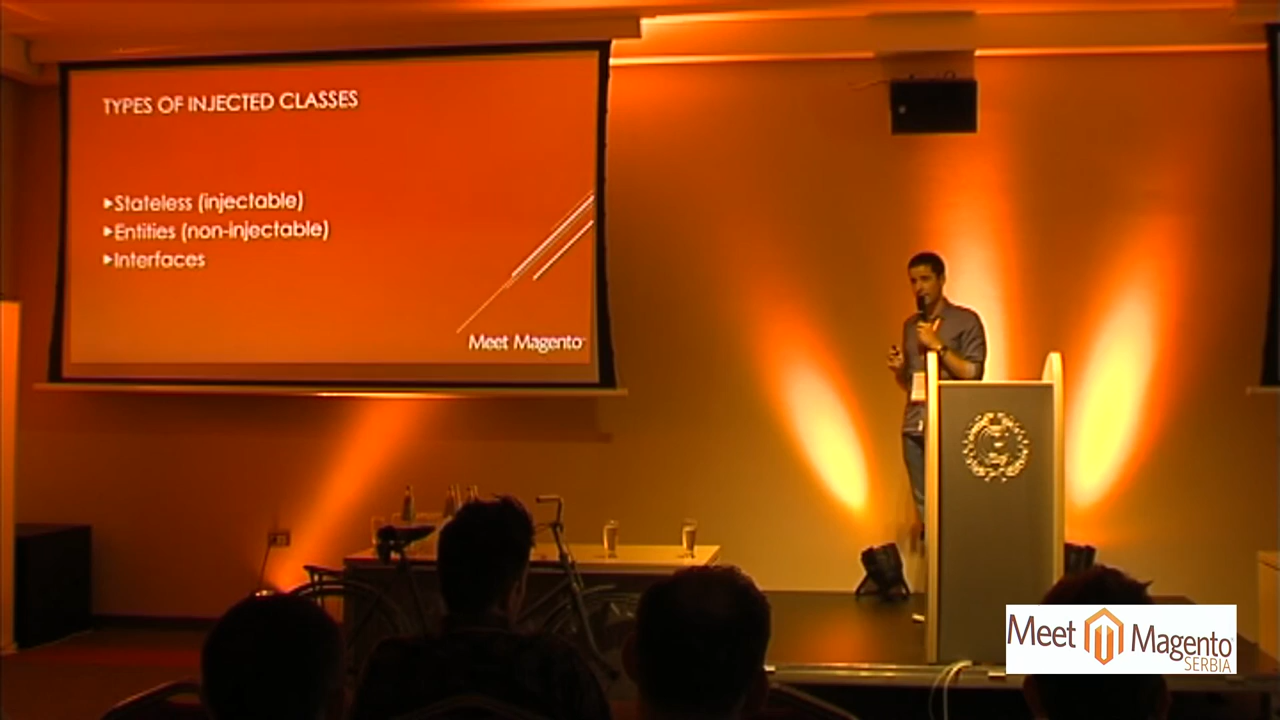 TYPES OF INJECTED CLASSES
▸Stateless (injectable)
▸Entities (non-injectable)
▸Interfaces
Meet Magento
Meet Magento
SERBIA